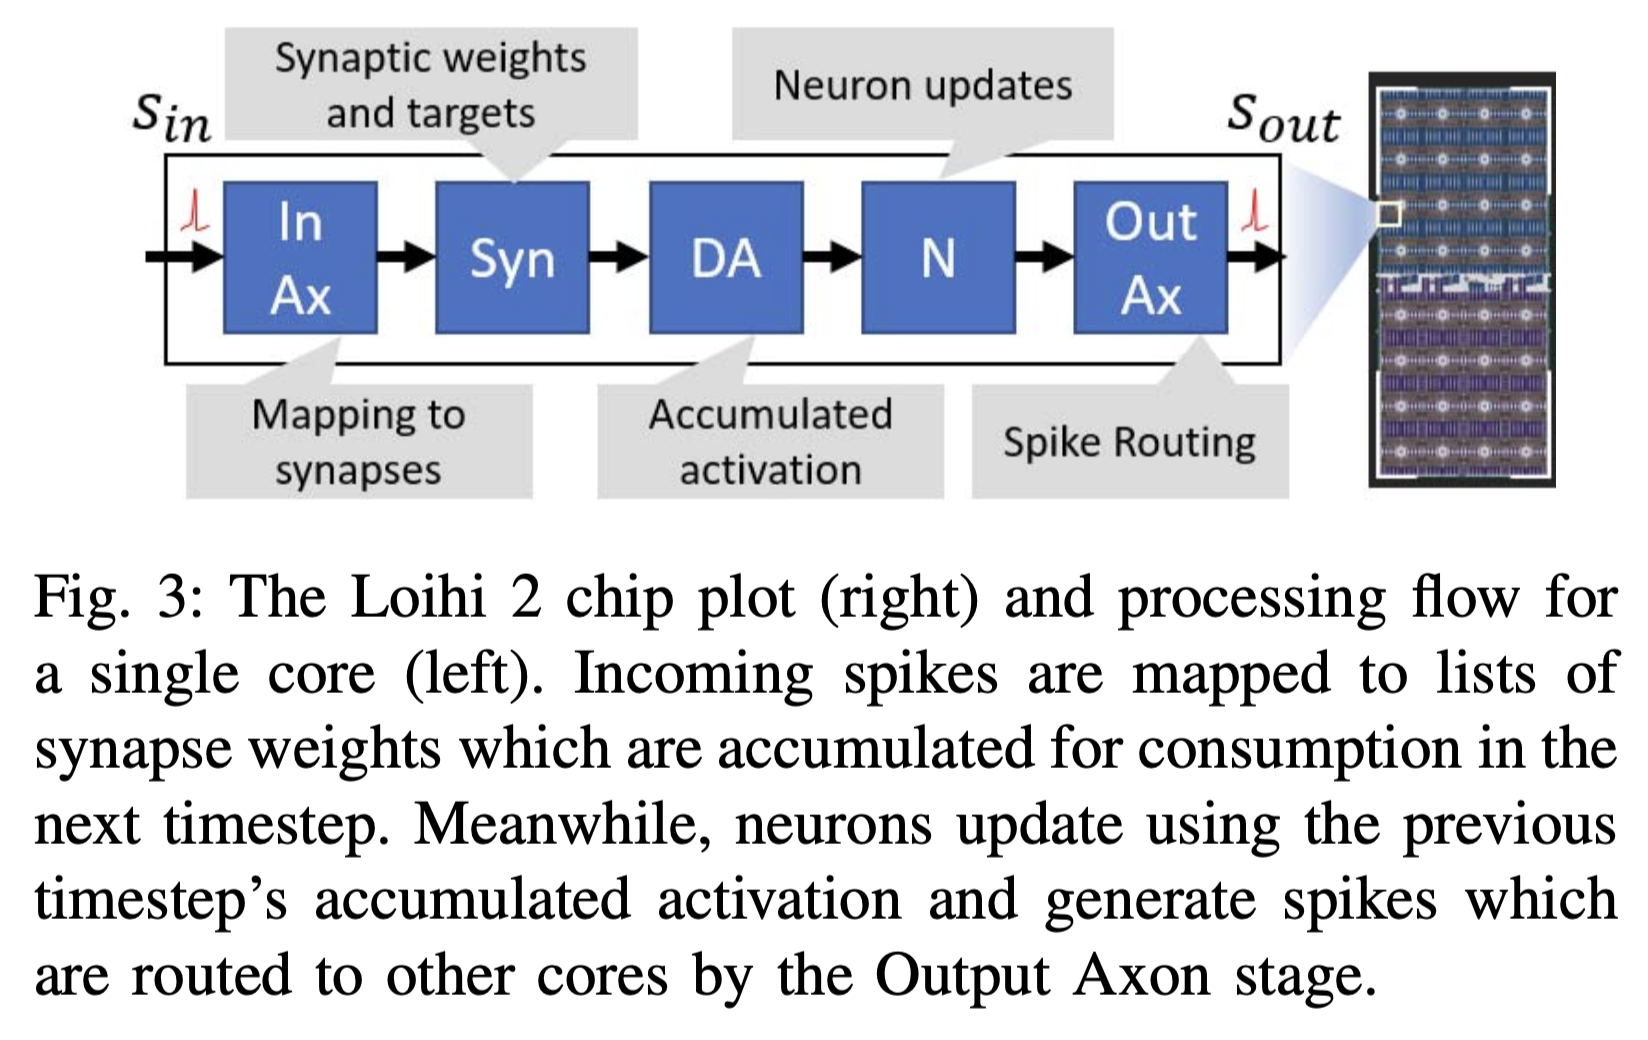 Synaptic weights
and targets
Neuron updates
S_in
S_out
In
Ax
Syn
DA
N
Out
Ax
Mapping to
synapses
Accumulated
activation
Spike Routing
Fig. 3: The Loihi 2 chip plot (right) and processing flow for
a single core (left). Incoming spikes are mapped to lists of
synapse weights which are accumulated for consumption in the
next timestep. Meanwhile, neurons update using the previous
timestep’s accumulated activation and generate spikes which
are routed to other cores by the Output Axon stage.